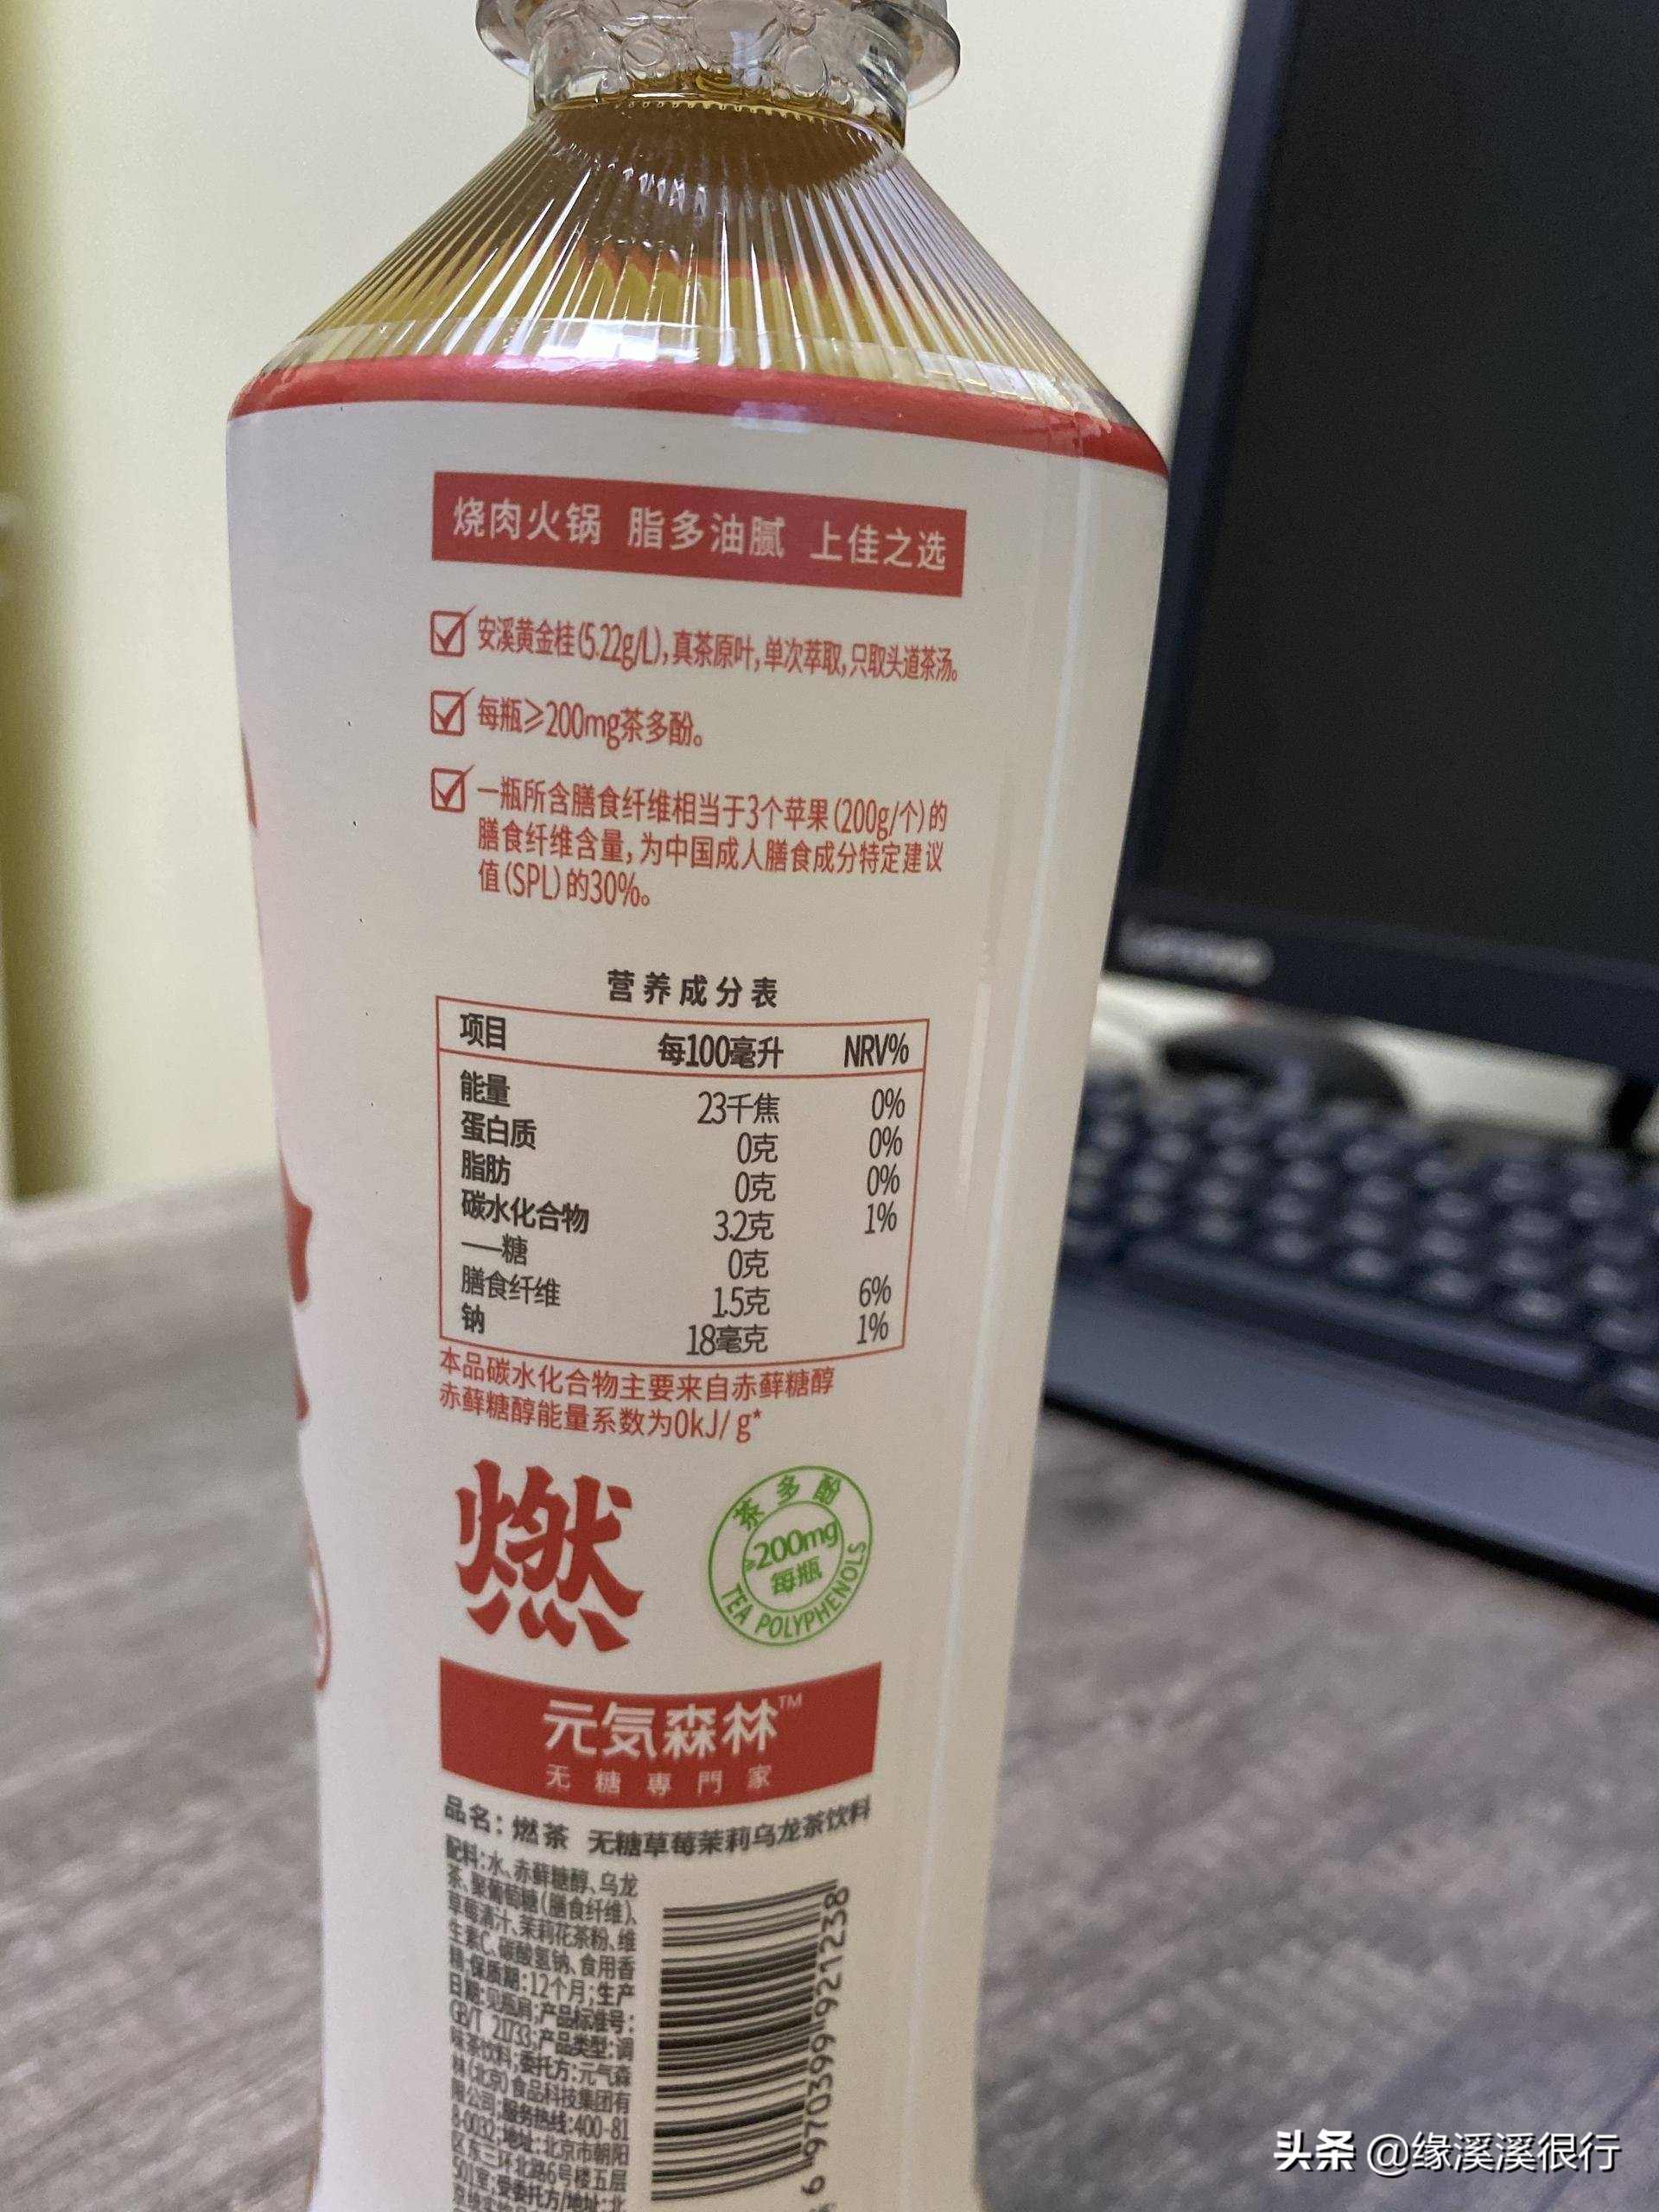 烧肉火锅 脂多油腻 上佳之选
安溪黄金桂(5.22g/L),真茶原叶,单次萃取,只取头道茶汤。
每瓶≥200mg茶多酚。
一瓶所含膳食纤维相当于3个苹果(200g/个)的
膳食纤维含量,为中国成人膳食成分特定建议
值(SPL)的30%。
营养成分表
项目 每100毫升 NRV%
能量 23千焦 0%
蛋白质 0克 0%
脂肪 0克 0%
碳水化合物 3.2克 1%
——糖 0克
膳食纤维 1.5克 6%
钠 18毫克 1%
本品碳水化合物主要来自赤藓糖醇
赤藓糖醇能量系数为0kJ/g*
燃
茶多酚
≥200mg
每瓶
TEA POLYPHENOLS
元気森林™
无糖専門家
品名：燃茶 无糖草莓茉莉乌龙茶饮料
配料:水、赤藓糖醇、乌龙
茶、聚葡萄糖(膳食纤维)、
草莓清汁、茉莉花茶粉、维
生素C、碳酸氢钠、食用香
精;保质期:12个月;生产
日期:见瓶肩;产品标准号:
GB/T 21733;产品类型:调
味茶饮料;委托方:元气森
林(北京)食品科技集团有
限公司;服务热线:400-81
8-0032;地址:北京市朝阳
区东三环北路6号楼五层
501室;受委托方/地址:北
6 970399 921238
Lenovo
头条 @缘溪溪很行